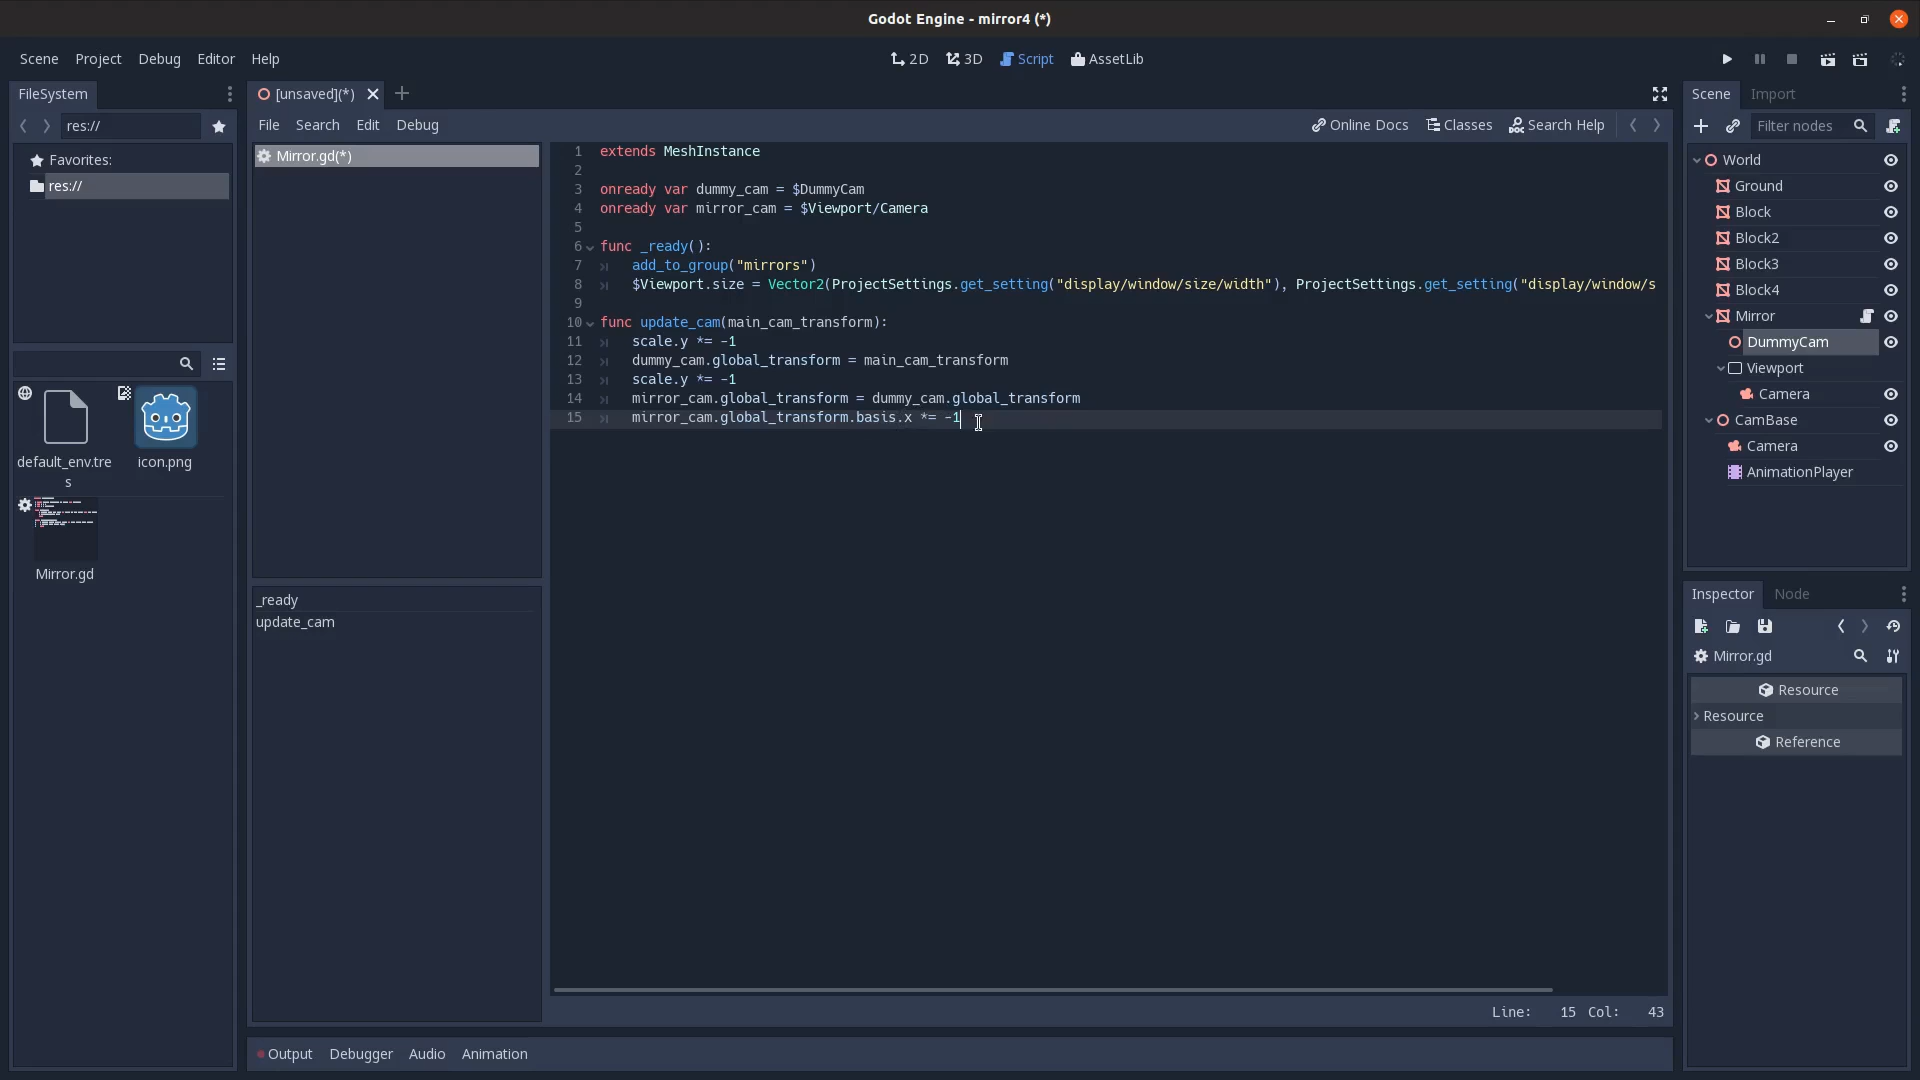 Godot Engine - mirror4 (*)
Scene Project Debug Editor Help
2D 3D Script AssetLib
FileSystem
[unsaved](*)
Scene Import
res://
File Search Edit Debug
Online Docs Classes Search Help
Filter nodes
Favorites:
res://
Mirror.gd(*)
1 extends MeshInstance
2
3 onready var dummy_cam = $DummyCam
4 onready var mirror_cam = $Viewport/Camera
5
6 func _ready():
7 add_to_group("mirrors")
8 $Viewport.size = Vector2(ProjectSettings.get_setting("display/window/size/width"), ProjectSettings.get_setting("display/window/s
9
10 func update_cam(main_cam_transform):
11 scale.y *= -1
12 dummy_cam.global_transform = main_cam_transform
13 scale.y *= -1
14 mirror_cam.global_transform = dummy_cam.global_transform
15 mirror_cam.global_transform.basis.x *= -1
World
Ground
Block
Block2
Block3
Block4
Mirror
DummyCam
Viewport
Camera
CamBase
Camera
AnimationPlayer
default_env.tre
s
icon.png
Mirror.gd
_ready
update_cam
Inspector Node
Mirror.gd
Resource
Resource
Reference
Line: 15 Col: 43
Output Debugger Audio Animation